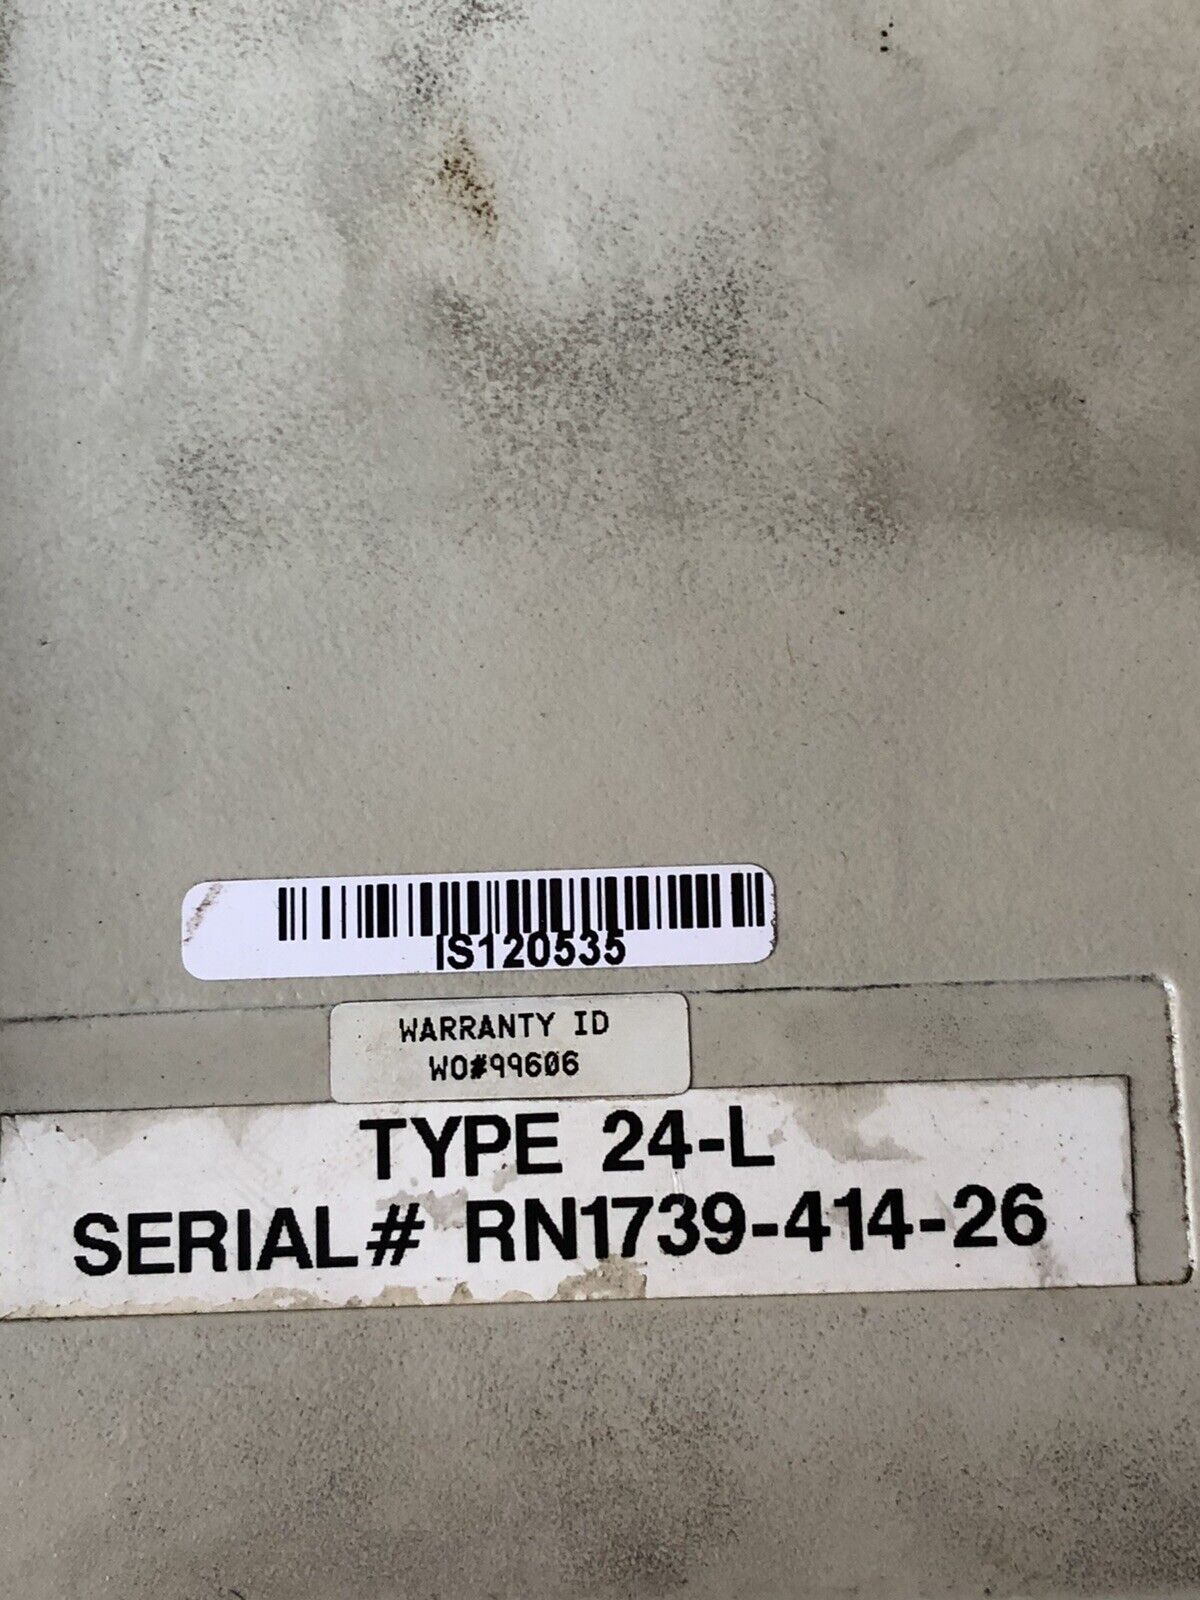 IS120535
WARRANTY ID
WO#99606
TYPE 24-L
SERIAL# RN1739-414-26